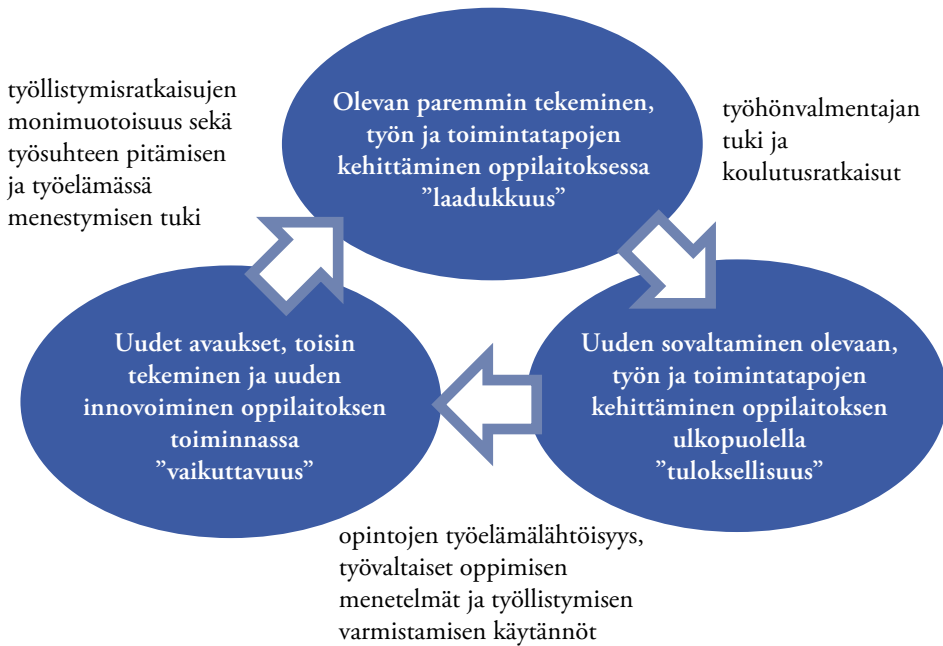 työllistymisratkaisujen
monimuotoisuus sekä
työsuhteen pitämisen
ja työelämässä
menestymisen tuki
Olevan paremmin tekeminen,
työn ja toimintatapojen
kehittäminen oppilaitoksessa
”laadukkuus”
työhönvalmentajan
tuki ja
koulutusratkaisut
Uudet avaukset, toisin
tekeminen ja uuden
innovoiminen oppilaitoksen
toiminnassa
”vaikuttavuus”
Uuden sovaltaminen olevaan,
työn ja toimintatapojen
kehittäminen oppilaitoksen
ulkopuolella
”tuloksellisuus”
opintojen työelämälähtöisyys,
työvaltaiset oppimisen
menetelmät ja työllistymisen
varmistamisen käytännöt